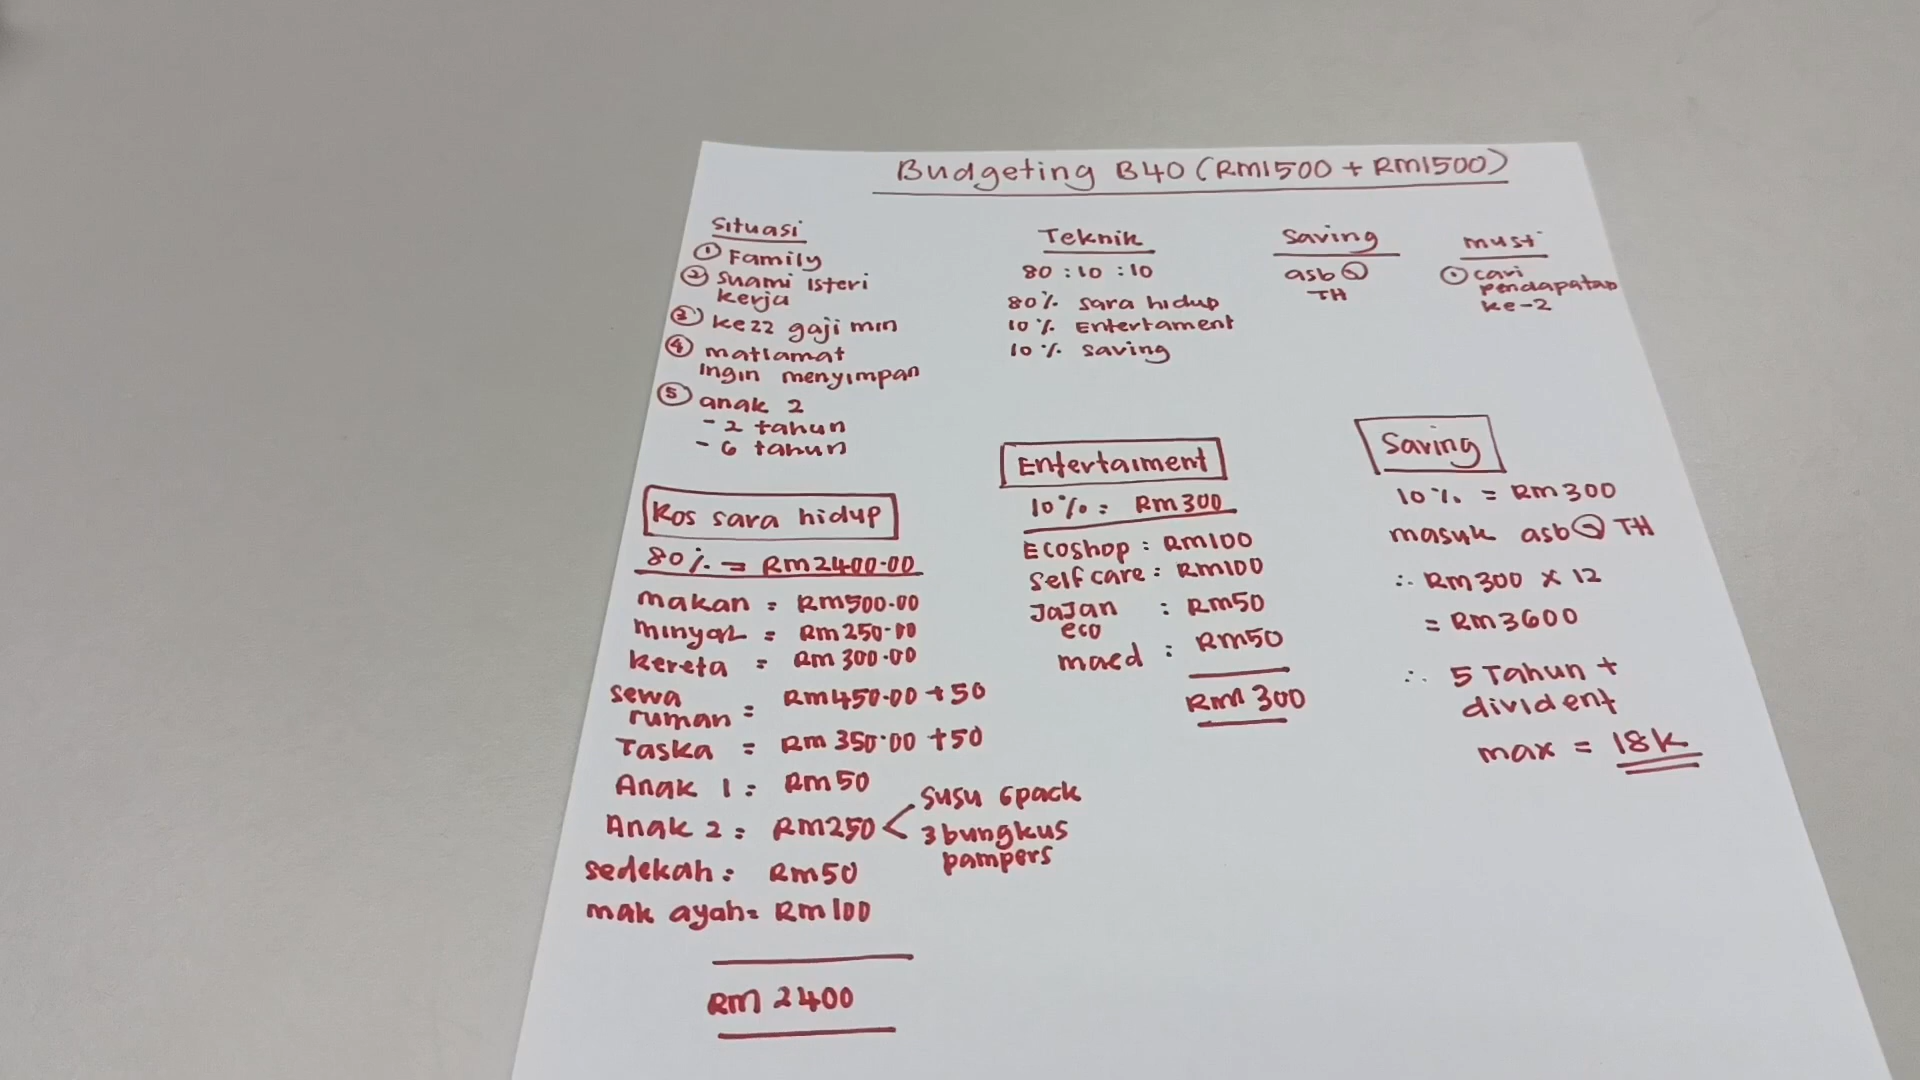 Budgeting B40 (RM1500 + RM1500)
Situasi
① Family
② suami isteri
kerja
③ ke22 gaji min
④ matlamat
ingin menyimpan
⑤ anak 2
- 2 tahun
- 6 tahun
Teknik
80 : 10 : 10
80% sara hidup
10% Entertament
10% saving
Saving
asb
TH
must
① cari
pendapatan
ke-2
Kos sara hidup
80% = RM2400.00
makan = RM500.00
minyak = RM250.00
kereta = RM300.00
sewa
rumah = RM450.00 + 50
Taska = RM350.00 + 50
Anak 1 : RM50
Anak 2 : RM250 < susu 6pack
3 bungkus
pampers
sedekah : RM50
mak ayah = RM100
RM 2400
Entertaiment
10% : RM300
Ecoshop : RM100
Selfcare : RM100
Jajan : RM50
eco
macd : RM50
RM 300
Saving
10% = RM300
masuk asb TH
∴ RM300 x 12
= RM3600
∴ 5 Tahun +
divident
max = 18K